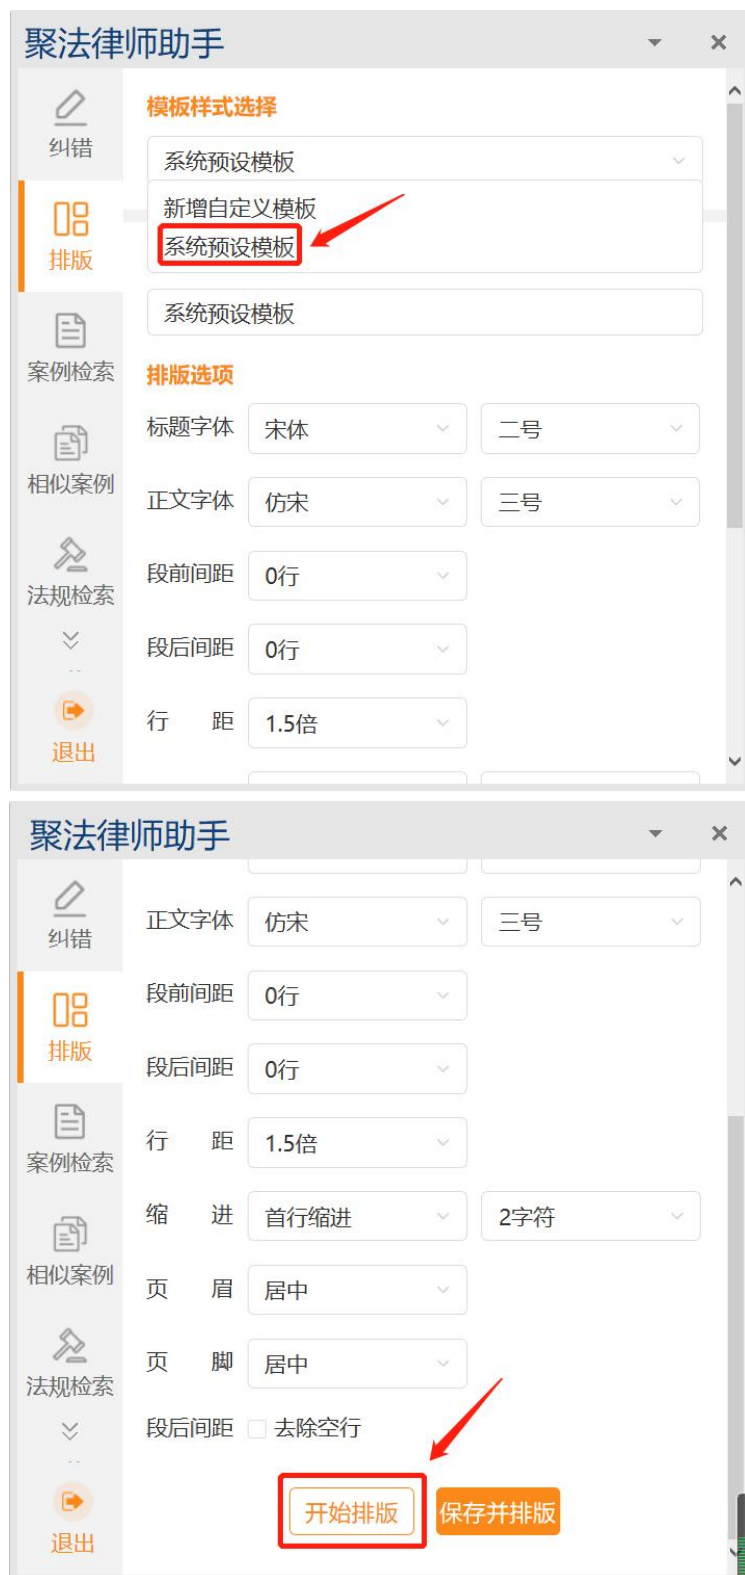 聚法律师助手
纠错
排版
案例检索
相似案例
法规检索
退出
模板样式选择
系统预设模板
新增自定义模板
系统预设模板
系统预设模板
排版选项
标题字体 宋体 二号
正文字体 仿宋 三号
段前间距 0行
段后间距 0行
行 距 1.5倍
聚法律师助手
纠错
排版
案例检索
相似案例
法规检索
退出
正文字体 仿宋 三号
段前间距 0行
段后间距 0行
行 距 1.5倍
缩 进 首行缩进 2字符
页 眉 居中
页 脚 居中
段后间距 去除空行
开始排版 保存并排版